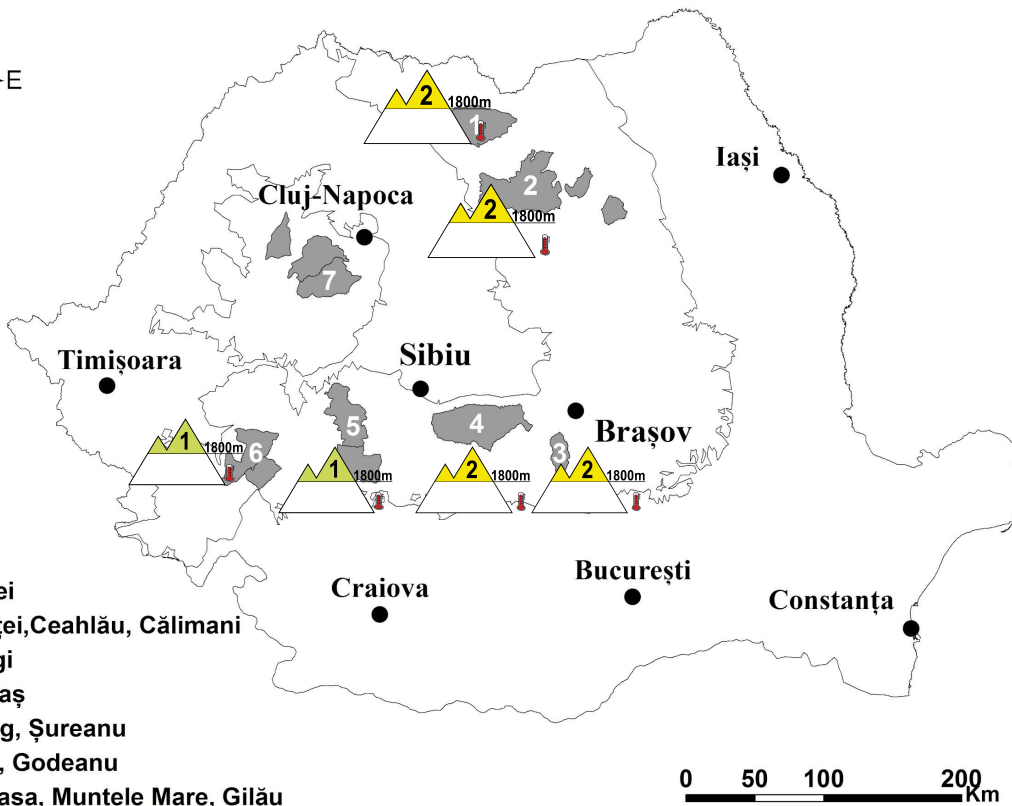 E
2
1800m
1
Iași
2
Cluj-Napoca
2
1800m
7
Timișoara
Sibiu
5
4
Brașov
1
1800m
6
3
1
1800m
2
1800m
2
1800m
Craiova
București
Constanța
ei
ței,Ceahlău, Călimani
gi
aș
g, Șureanu
, Godeanu
asa, Muntele Mare, Gilău
0 50 100 200
Km